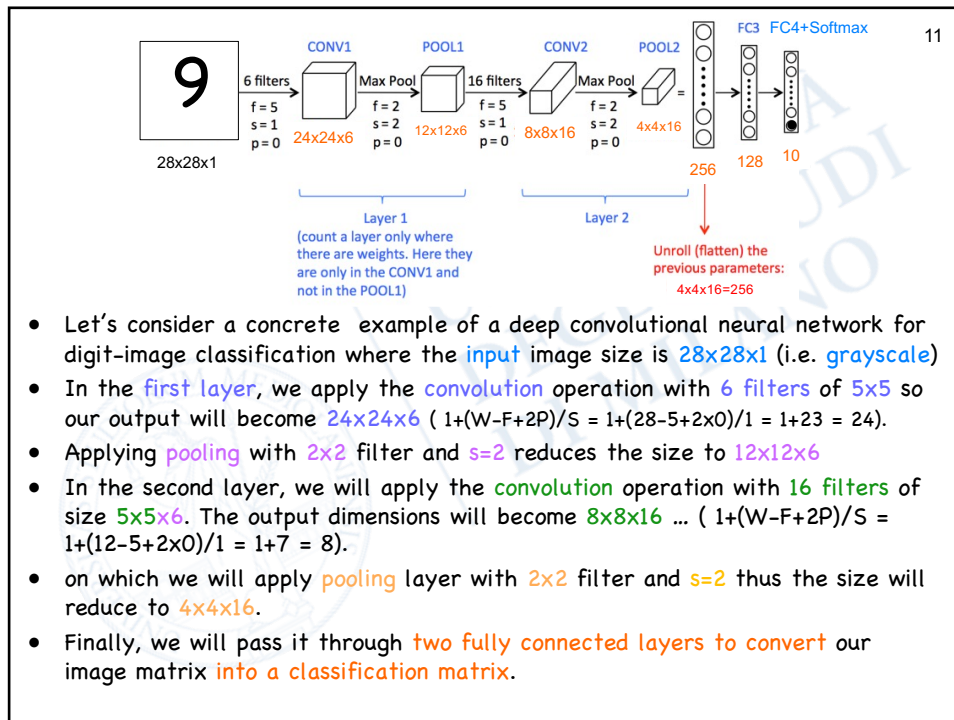 11
CONV1 POOL1 CONV2 POOL2 FC3 FC4+Softmax
9
6 filters Max Pool 16 filters Max Pool =
f = 5 f = 2 f = 5 f = 2
s = 1 s = 2 s = 1 s = 2
p = 0 p = 0 p = 0 p = 0
24x24x6 12x12x6 8x8x16 4x4x16
28x28x1
256 128 10
Layer 1
(count a layer only where
there are weights. Here they
are only in the CONV1 and
not in the POOL1)
Layer 2
Unroll (flatten) the
previous parameters:
4x4x16=256
• Let's consider a concrete example of a deep convolutional neural network for
digit-image classification where the input image size is 28x28x1 (i.e. grayscale)
• In the first layer, we apply the convolution operation with 6 filters of 5x5 so
our output will become 24x24x6 ( 1+(W-F+2P)/S = 1+(28-5+2x0)/1 = 1+23 = 24).
• Applying pooling with 2x2 filter and s=2 reduces the size to 12x12x6
• In the second layer, we will apply the convolution operation with 16 filters of
size 5x5x6. The output dimensions will become 8x8x16 ... ( 1+(W-F+2P)/S =
1+(12-5+2x0)/1 = 1+7 = 8).
• on which we will apply pooling layer with 2x2 filter and s=2 thus the size will
reduce to 4x4x16.
• Finally, we will pass it through two fully connected layers to convert our
image matrix into a classification matrix.